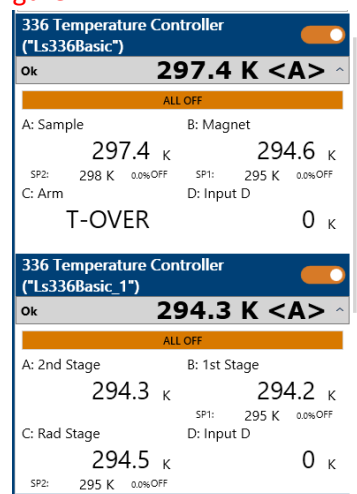 336 Temperature Controller
("Ls336Basic")
Ok 297.4 K <A>
ALL OFF
A: Sample B: Magnet
297.4 K 294.6 K
SP2: 298 K 0.0%OFF SP1: 295 K 0.0%OFF
C: Arm D: Input D
T-OVER 0 K
336 Temperature Controller
("Ls336Basic_1")
Ok 294.3 K <A>
ALL OFF
A: 2nd Stage B: 1st Stage
294.3 K 294.2 K
SP1: 295 K 0.0%OFF
C: Rad Stage D: Input D
294.5 K 0 K
SP2: 295 K 0.0%OFF